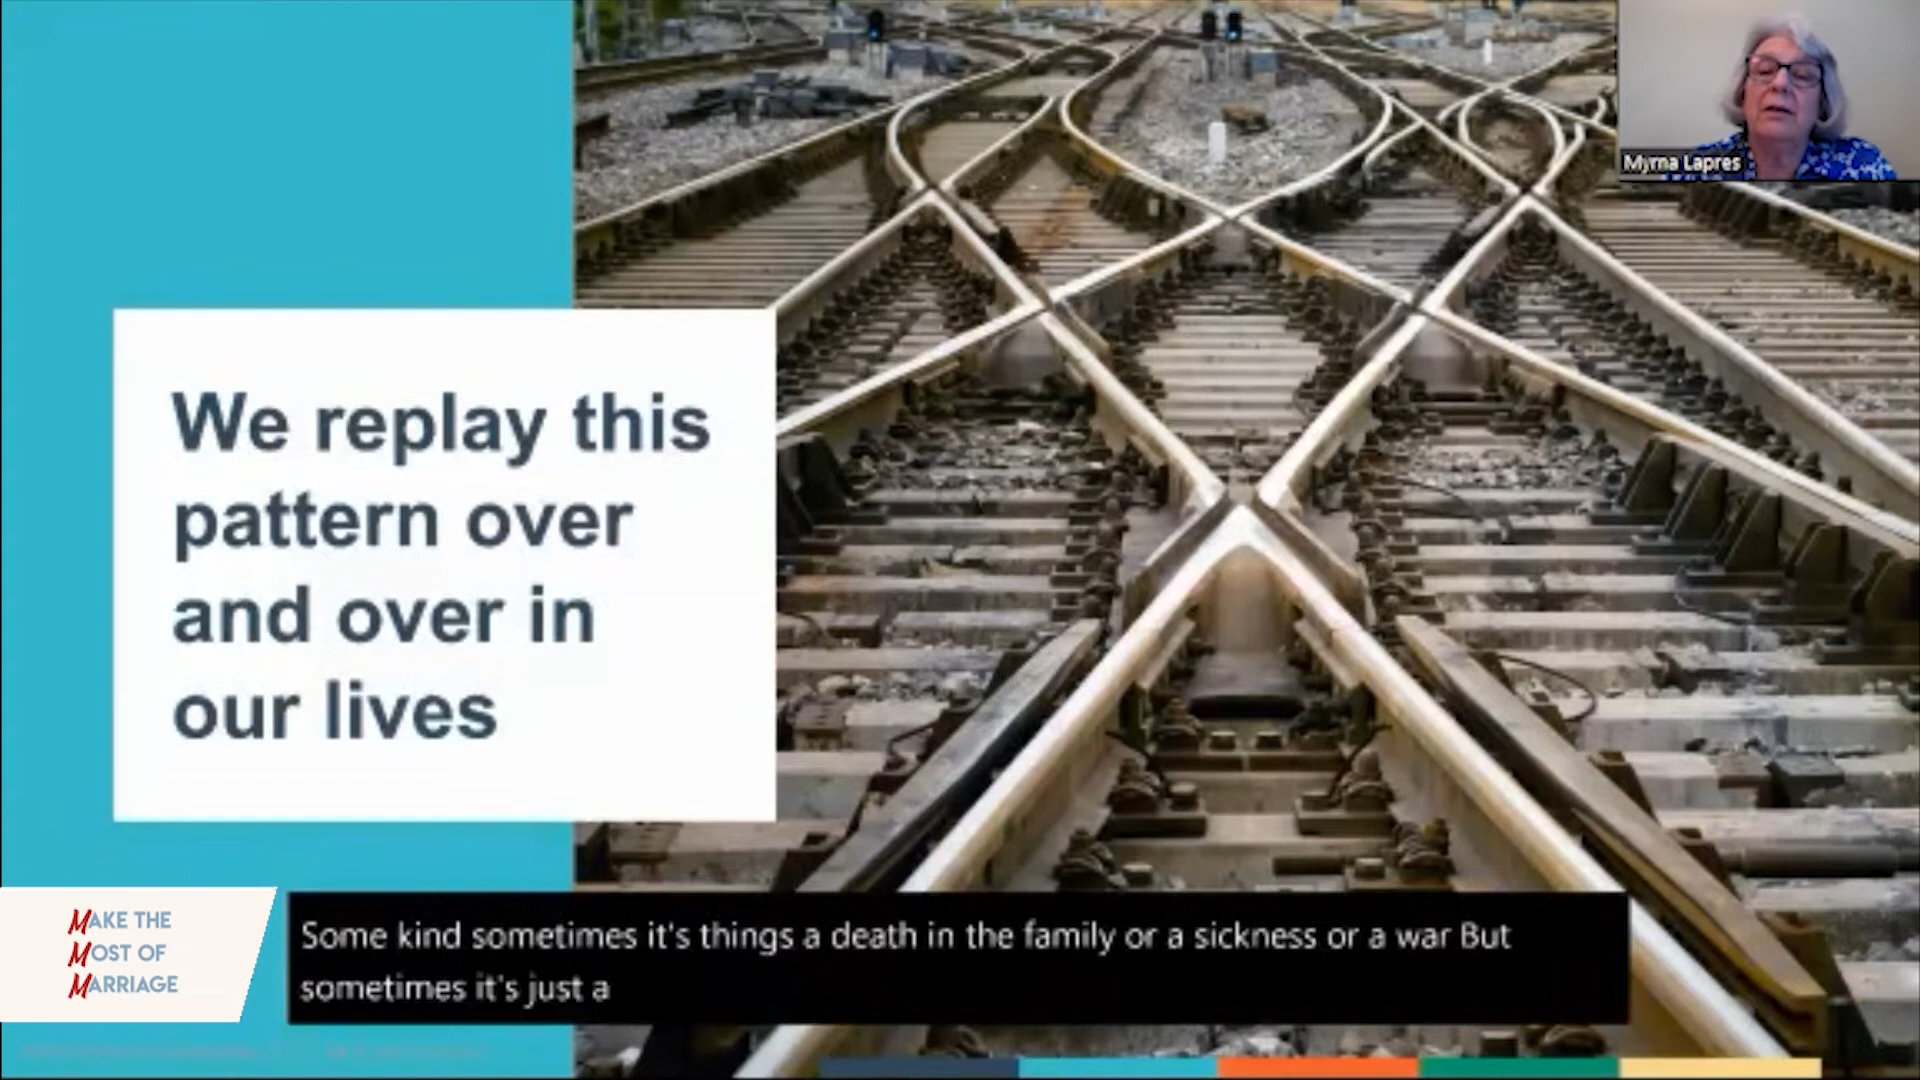 Myrna Lapres
We replay this
pattern over
and over in
our lives
MAKE THE
MOST OF
MARRIAGE
Some kind sometimes it's things a death in the family or a sickness or a war But
sometimes it's just a